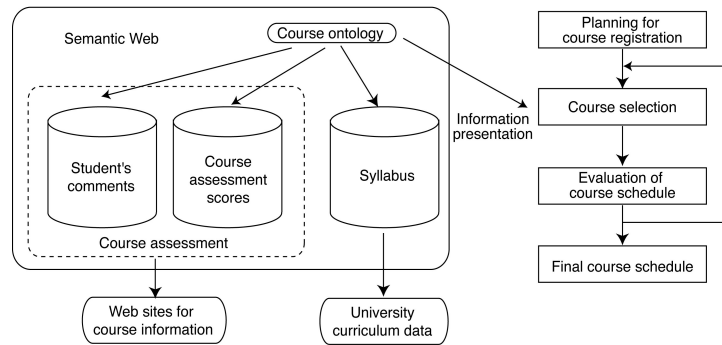 Semantic Web
Course ontology
Student's
comments
Course
assessment
scores
Syllabus
Course assessment
Web sites for
course information
University
curriculum data
Information
presentation
Planning for
course registration
Course selection
Evaluation of
course schedule
Final course schedule